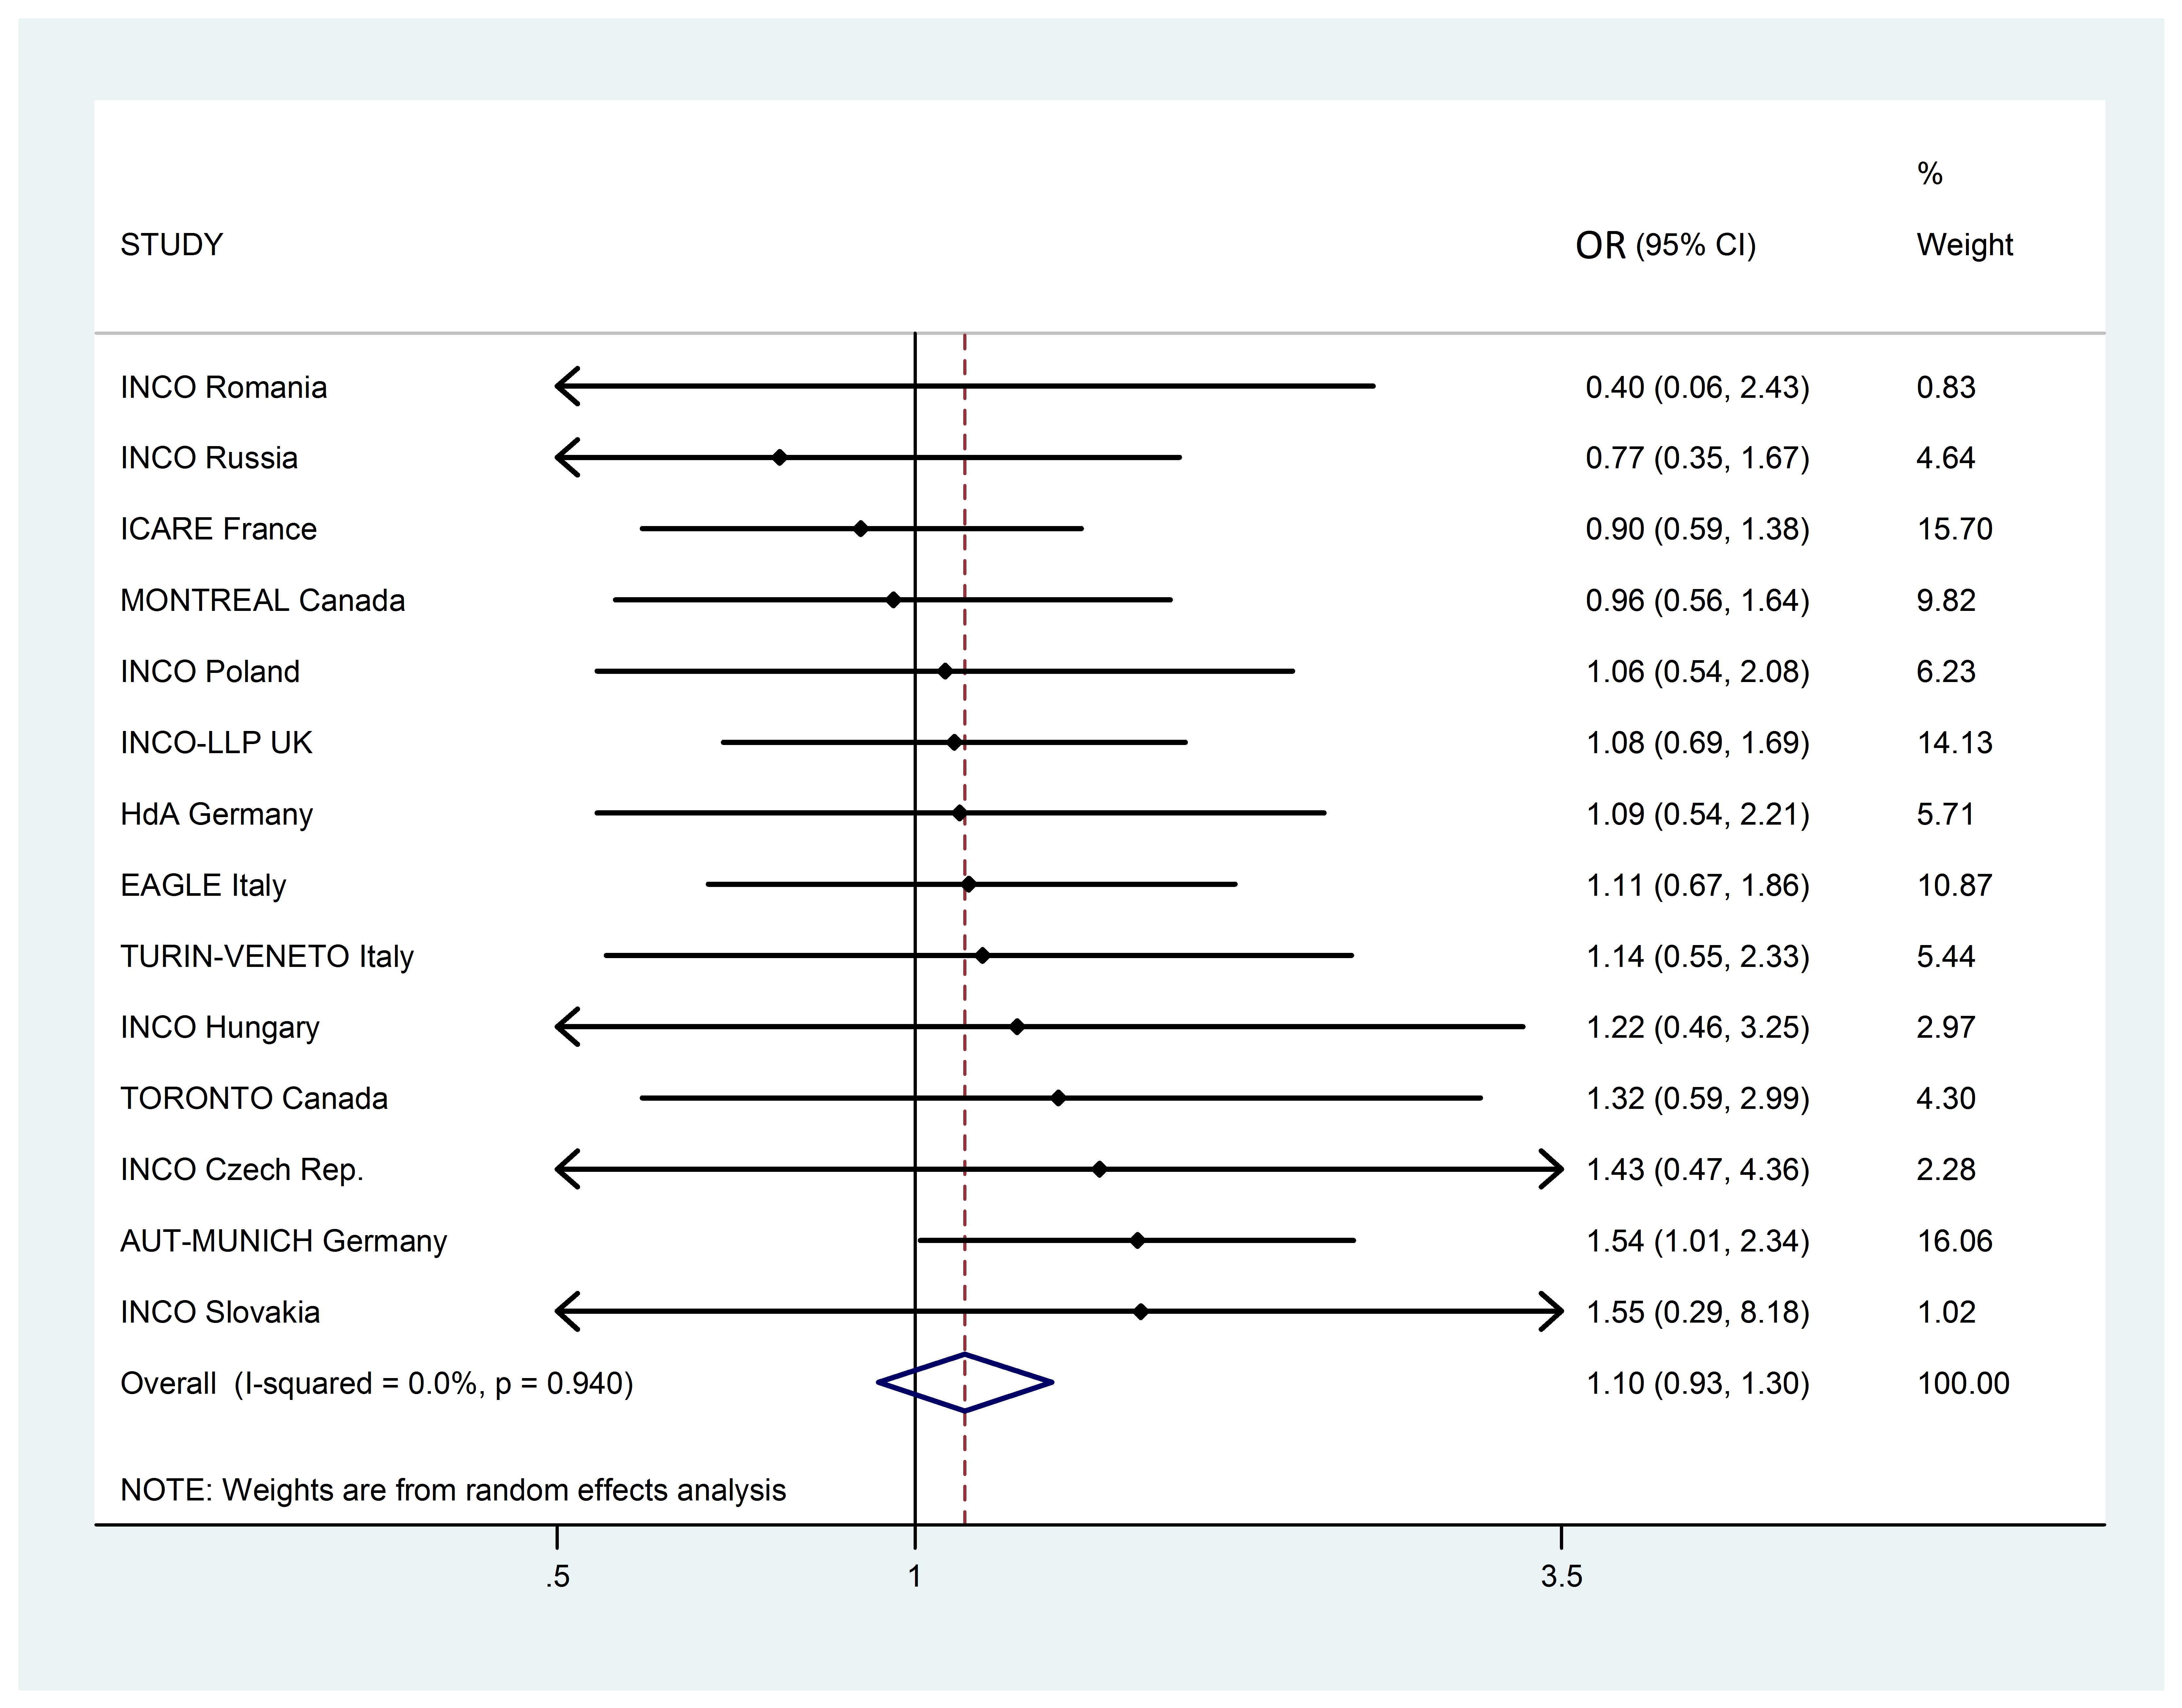 %
STUDY OR (95% CI) Weight
INCO Romania 0.40 (0.06, 2.43) 0.83
INCO Russia 0.77 (0.35, 1.67) 4.64
ICARE France 0.90 (0.59, 1.38) 15.70
MONTREAL Canada 0.96 (0.56, 1.64) 9.82
INCO Poland 1.06 (0.54, 2.08) 6.23
INCO-LLP UK 1.08 (0.69, 1.69) 14.13
HdA Germany 1.09 (0.54, 2.21) 5.71
EAGLE Italy 1.11 (0.67, 1.86) 10.87
TURIN-VENETO Italy 1.14 (0.55, 2.33) 5.44
INCO Hungary 1.22 (0.46, 3.25) 2.97
TORONTO Canada 1.32 (0.59, 2.99) 4.30
INCO Czech Rep. 1.43 (0.47, 4.36) 2.28
AUT-MUNICH Germany 1.54 (1.01, 2.34) 16.06
INCO Slovakia 1.55 (0.29, 8.18) 1.02
Overall (I-squared = 0.0%, p = 0.940) 1.10 (0.93, 1.30) 100.00
NOTE: Weights are from random effects analysis
.5 1 3.5